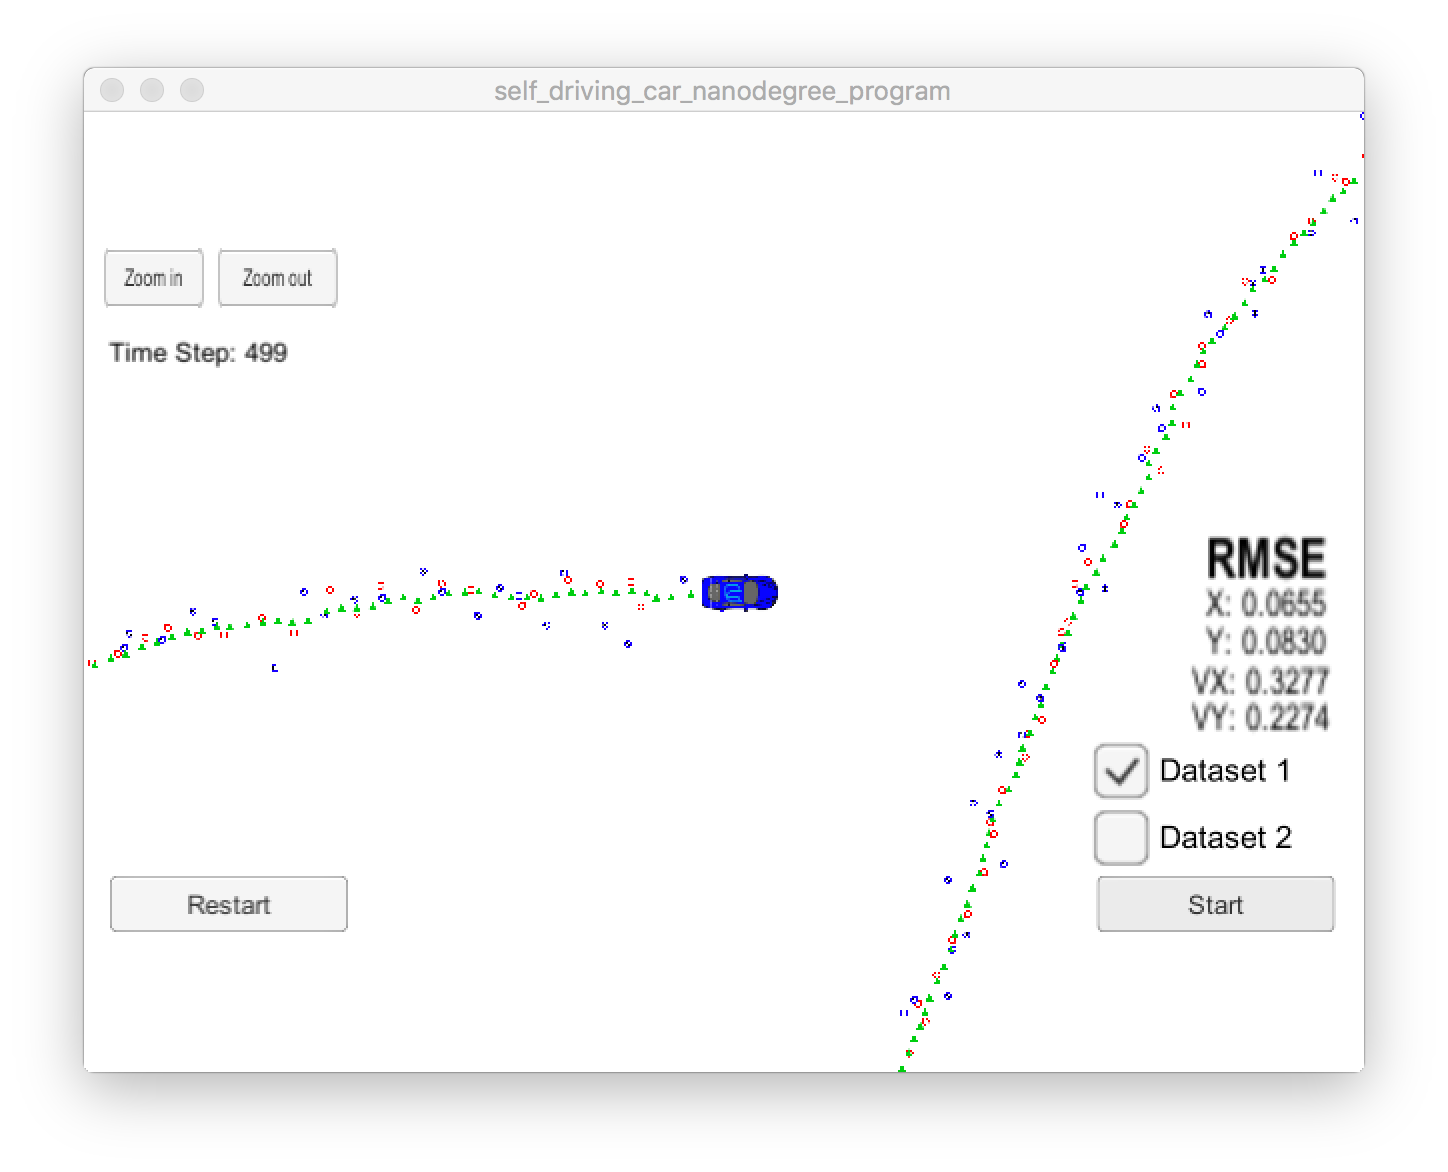 self_driving_car_nanodegree_program
Zoom in
Zoom out
Time Step: 499
RMSE
X: 0.0655
Y: 0.0830
VX: 0.3277
VY: 0.2274
Dataset 1
Dataset 2
Restart
Start